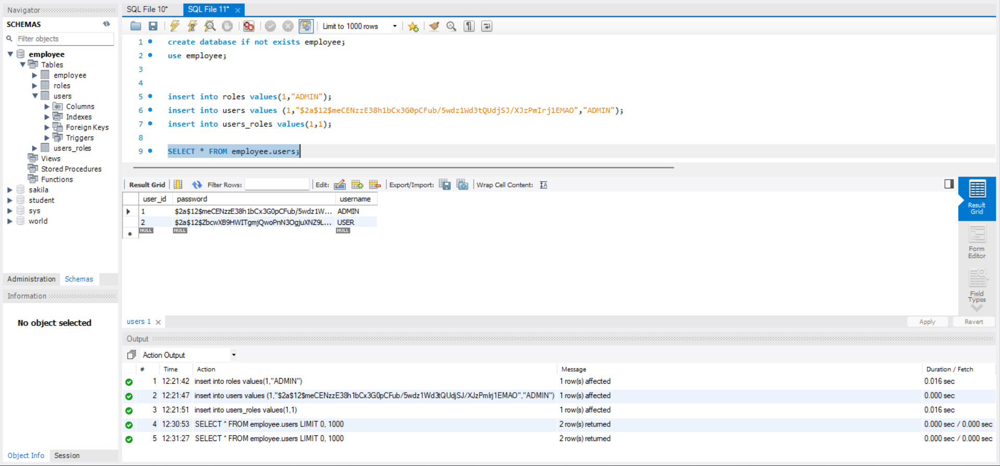 Navigator
SCHEMAS
Filter objects
employee
Tables
employee
roles
users
Columns
Indexes
Foreign Keys
Triggers
users_roles
Views
Stored Procedures
Functions
sakila
student
sys
world
Administration Schemas
Information
No object selected
Object Info Session
SQL File 10* SQL File 11*
Limit to 1000 rows
1 create database if not exists employee;
2 use employee;
3
4
5 insert into roles values(1,"ADMIN");
6 insert into users values (1,"$2a$12$meCENzzE38h1bCx3G0pCFub/5wdz1Wd3tQUdjSJ/XJzPmIrj1EMAO","ADMIN");
7 insert into users_roles values(1,1);
8
9 SELECT * FROM employee.users;
Result Grid Filter Rows: Edit: Export/Import: Wrap Cell Content:
user_id password username
1 $2a$12$meCENzzE38h1bCx3G0pCFub/5wdz1W... ADMIN
2 $2a$12$ZbcwXB9HWITgmjQwoPnN3OgjuXNZ9L... USER
NULL NULL NULL
Result
Grid
Form
Editor
Field
Types
users 1 Apply Revert
Output
Action Output
# Time Action Message Duration / Fetch
1 12:21:42 insert into roles values(1,"ADMIN") 1 row(s) affected 0.016 sec
2 12:21:47 insert into users values (1,"$2a$12$meCENzzE38h1bCx3G0pCFub/5wdz1Wd3tQUdjSJ/XJzPmIrj1EMAO","ADMIN") 1 row(s) affected 0.000 sec
3 12:21:51 insert into users_roles values(1,1) 1 row(s) affected 0.016 sec
4 12:30:53 SELECT * FROM employee.users LIMIT 0, 1000 2 row(s) returned 0.000 sec / 0.000 sec
5 12:31:27 SELECT * FROM employee.users LIMIT 0, 1000 2 row(s) returned 0.000 sec / 0.000 sec